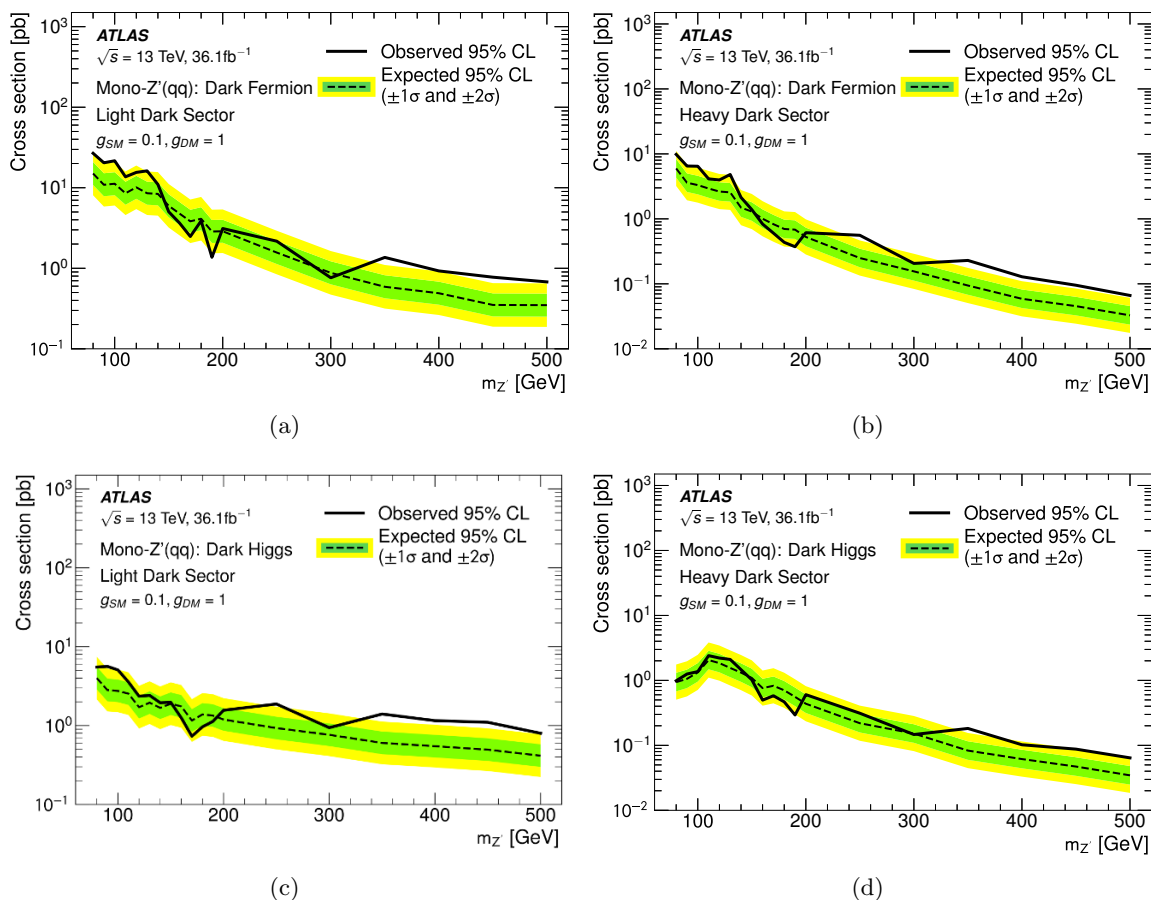 ATLAS
√s = 13 TeV, 36.1fb⁻¹
Mono-Z'(qq): Dark Fermion
Light Dark Sector
g_SM = 0.1, g_DM = 1
Observed 95% CL
Expected 95% CL
(±1σ and ±2σ)
Cross section [pb]
10³
10²
10
1
10⁻¹
100 200 300 400 500
m_Z' [GeV]
(a)
ATLAS
√s = 13 TeV, 36.1fb⁻¹
Mono-Z'(qq): Dark Fermion
Heavy Dark Sector
g_SM = 0.1, g_DM = 1
Observed 95% CL
Expected 95% CL
(±1σ and ±2σ)
Cross section [pb]
10³
10²
10¹
10⁰
10⁻¹
10⁻²
100 200 300 400 500
m_Z' [GeV]
(b)
ATLAS
√s = 13 TeV, 36.1fb⁻¹
Mono-Z'(qq): Dark Higgs
Light Dark Sector
g_SM = 0.1, g_DM = 1
Observed 95% CL
Expected 95% CL
(±1σ and ±2σ)
Cross section [pb]
10³
10²
10¹
10⁰
10⁻¹
100 200 300 400 500
m_Z' [GeV]
(c)
ATLAS
√s = 13 TeV, 36.1fb⁻¹
Mono-Z'(qq): Dark Higgs
Heavy Dark Sector
g_SM = 0.1, g_DM = 1
Observed 95% CL
Expected 95% CL
(±1σ and ±2σ)
Cross section [pb]
10³
10²
10¹
10⁰
10⁻¹
10⁻²
100 200 300 400 500
m_Z' [GeV]
(d)